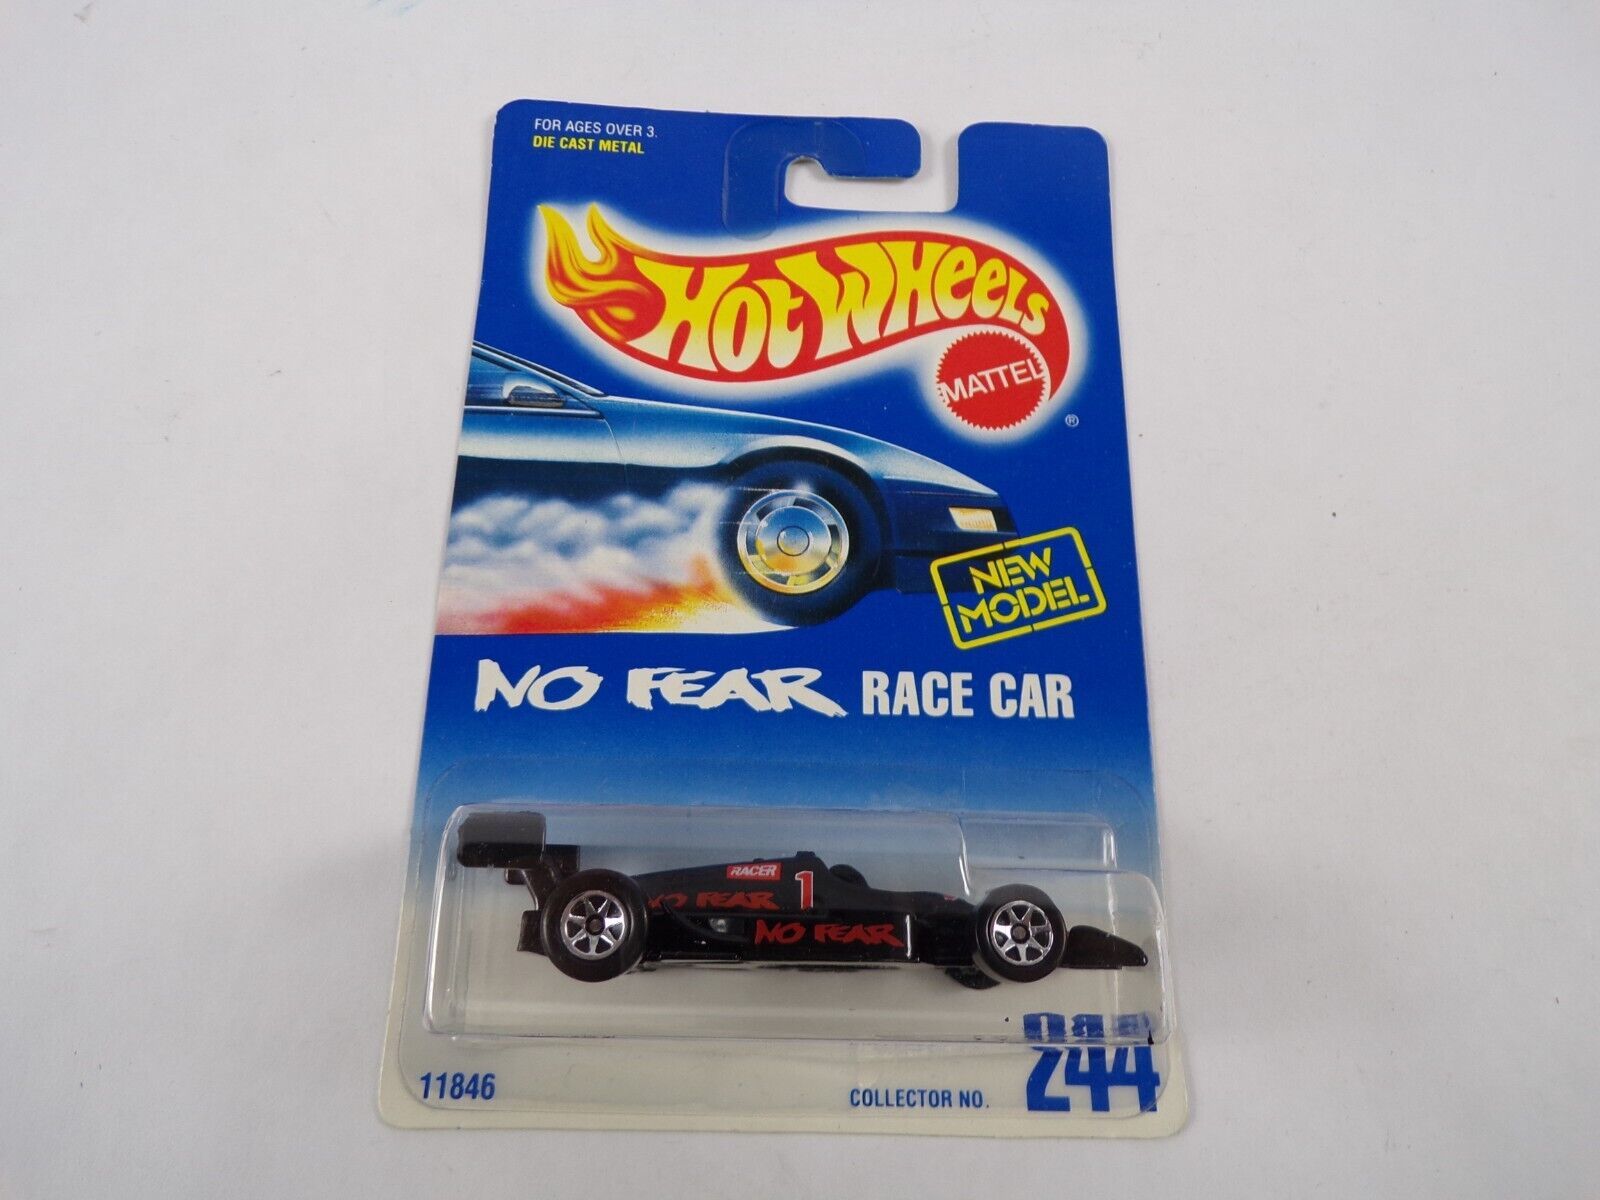 FOR AGES OVER 3.
DIE CAST METAL
HOT WHEELS
MATTEL
®
NEW
MODEL
NO FEAR RACE CAR
RACER
NO FEAR
1
NO FEAR
11846
COLLECTOR NO.
244